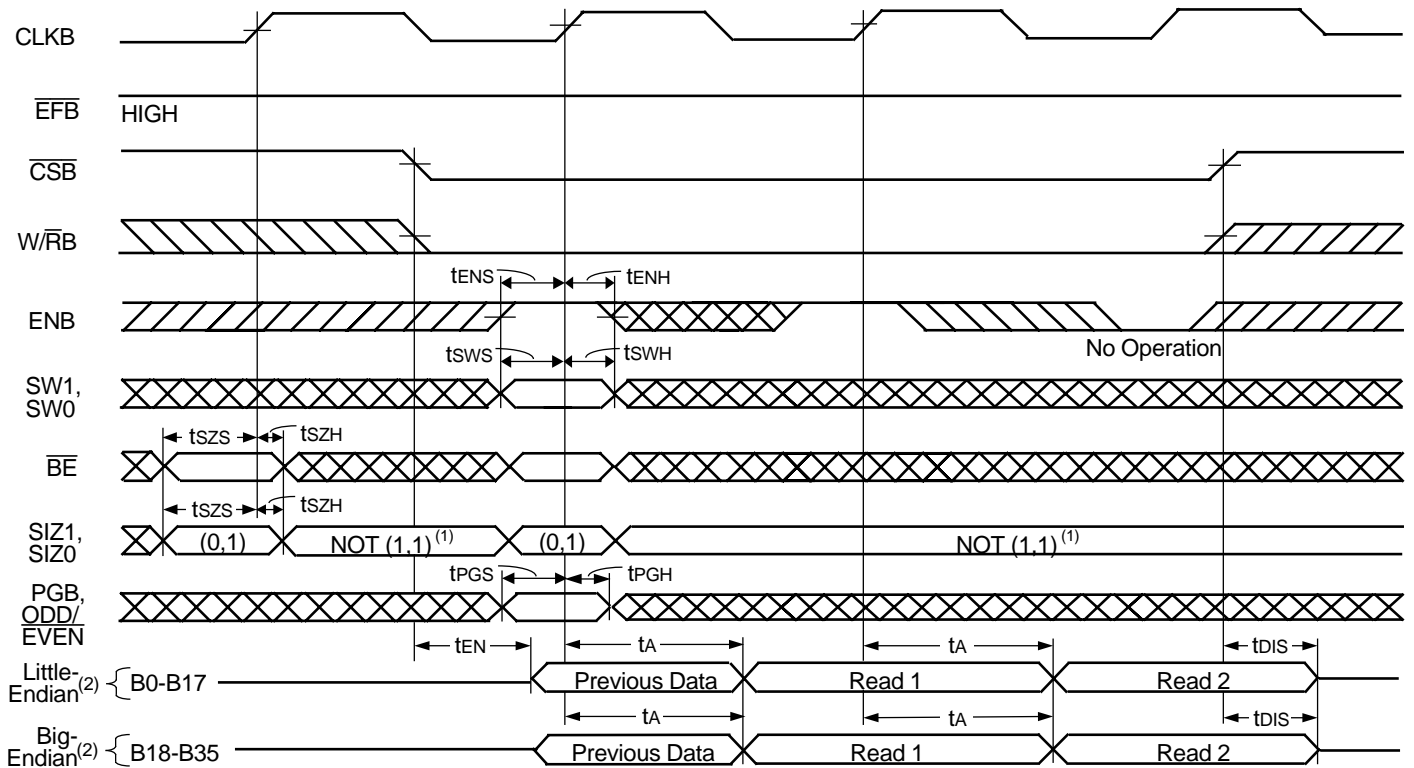 CLKB
EFB
HIGH
CSB
W/RB
tENS
tENH
ENB
No Operation
tSWS
tSWH
SW1,
SW0
tSZS
tSZH
BE
tSZS
tSZH
SIZ1,
SIZ0
(0,1)
NOT (1,1) (1)
(0,1)
NOT (1,1) (1)
tPGS
tPGH
PGB,
ODD/
EVEN
tEN
tA
tA
tDIS
Little-
Endian(2)
B0-B17
Previous Data
Read 1
Read 2
tA
tA
tDIS
Big-
Endian(2)
B18-B35
Previous Data
Read 1
Read 2